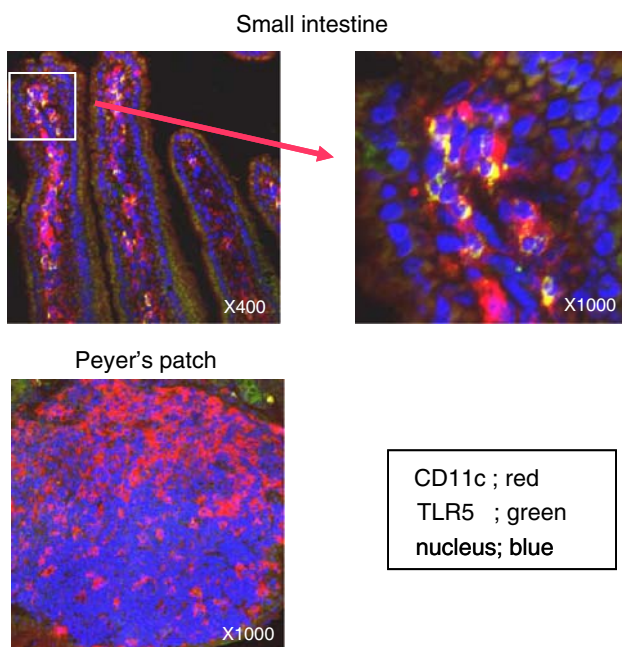 Small intestine
X400
X1000
Peyer’s patch
X1000
CD11c ; red
TLR5 ; green
nucleus; blue